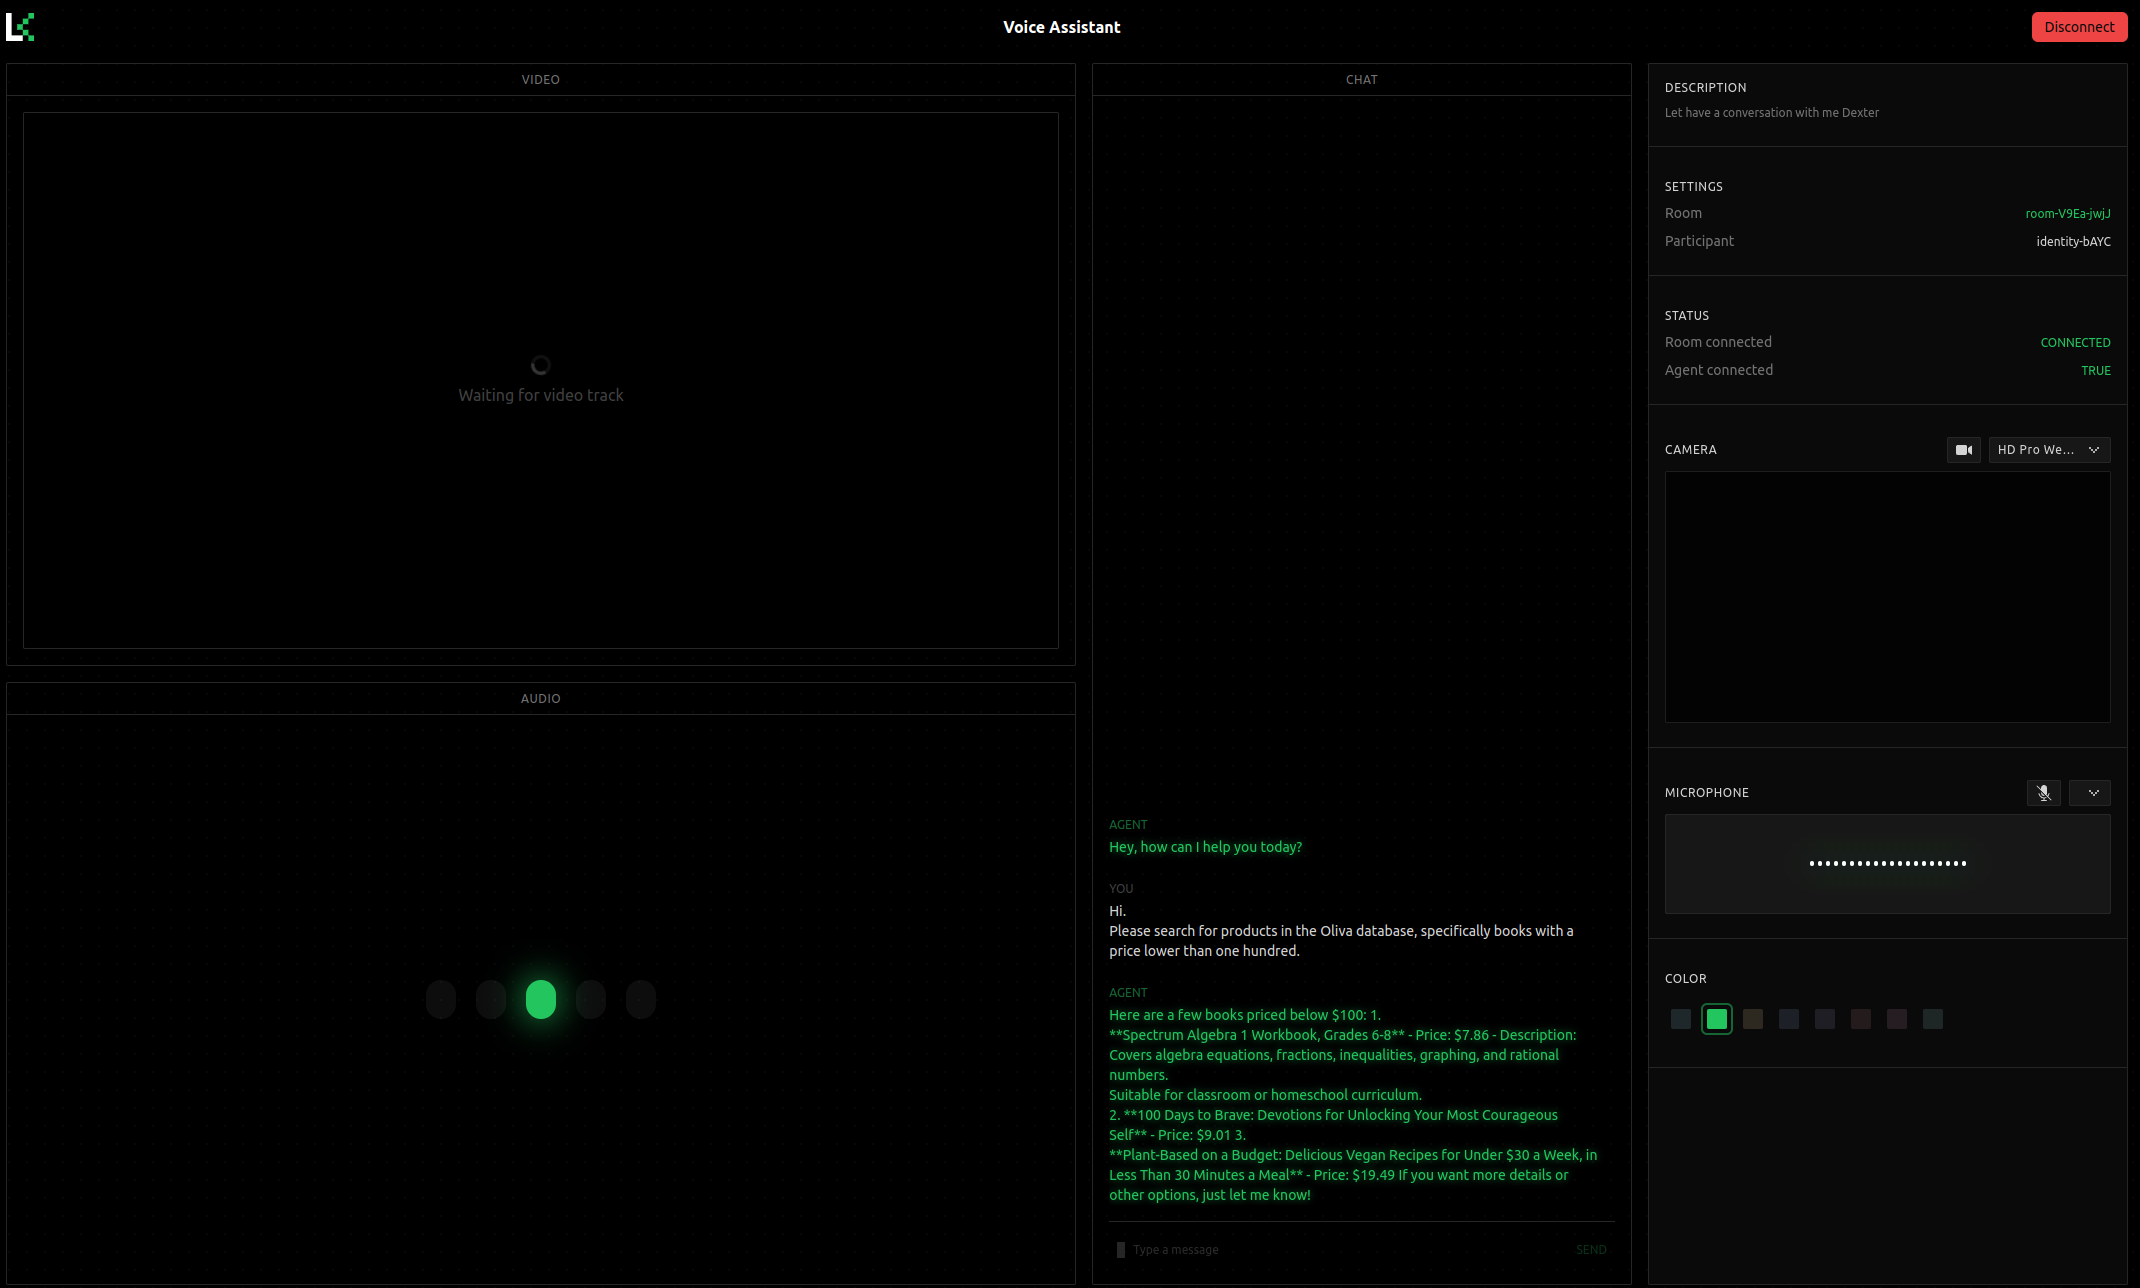 Voice Assistant
Disconnect
VIDEO
Waiting for video track
AUDIO
CHAT
AGENT
Hey, how can I help you today?
YOU
Hi.
Please search for products in the Oliva database, specifically books with a
price lower than one hundred.
AGENT
Here are a few books priced below $100: 1.
**Spectrum Algebra 1 Workbook, Grades 6-8** - Price: $7.86 - Description:
Covers algebra equations, fractions, inequalities, graphing, and rational
numbers.
Suitable for classroom or homeschool curriculum.
2. **100 Days to Brave: Devotions for Unlocking Your Most Courageous
Self** - Price: $9.01 3.
**Plant-Based on a Budget: Delicious Vegan Recipes for Under $30 a Week, in
Less Than 30 Minutes a Meal** - Price: $19.49 If you want more details or
other options, just let me know!
Type a message
SEND
DESCRIPTION
Let have a conversation with me Dexter
SETTINGS
Room
room-V9Ea-jwjJ
Participant
identity-bAYC
STATUS
Room connected
CONNECTED
Agent connected
TRUE
CAMERA
HD Pro We...
MICROPHONE
COLOR